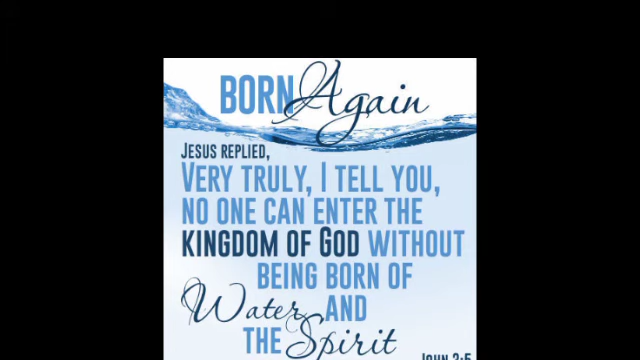 BORN Again
JESUS REPLIED,
VERY TRULY, I TELL YOU,
NO ONE CAN ENTER THE
KINGDOM OF GOD WITHOUT
BEING BORN OF
Water AND
THE Spirit
JOHN 3:5